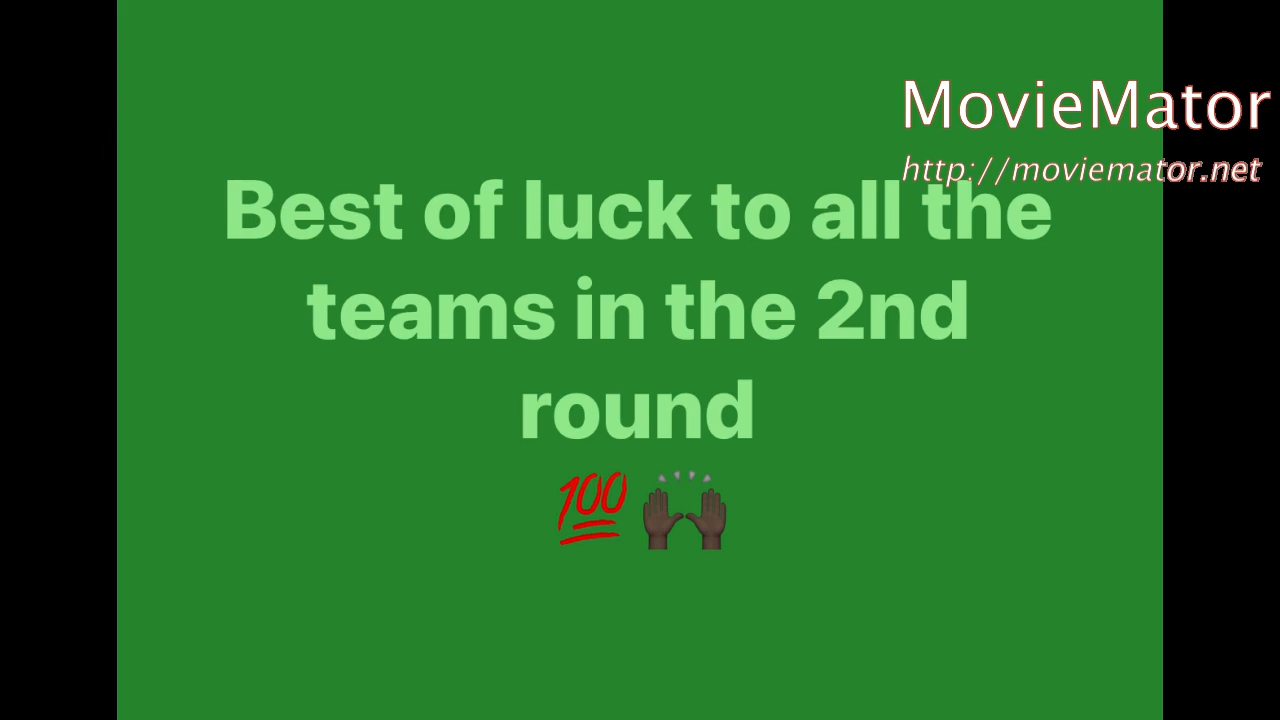 MovieMator
http://moviemator.net
Best of luck to all the
teams in the 2nd
round
💯🙌🏿